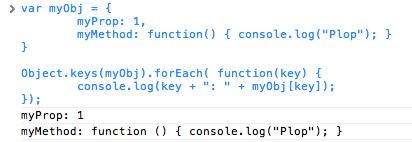 > var myObj = {
myProp: 1,
myMethod: function() { console.log("Plop"); }
}
Object.keys(myObj).forEach( function(key) {
console.log(key + ": " + myObj[key]);
});
myProp: 1
myMethod: function () { console.log("Plop"); }